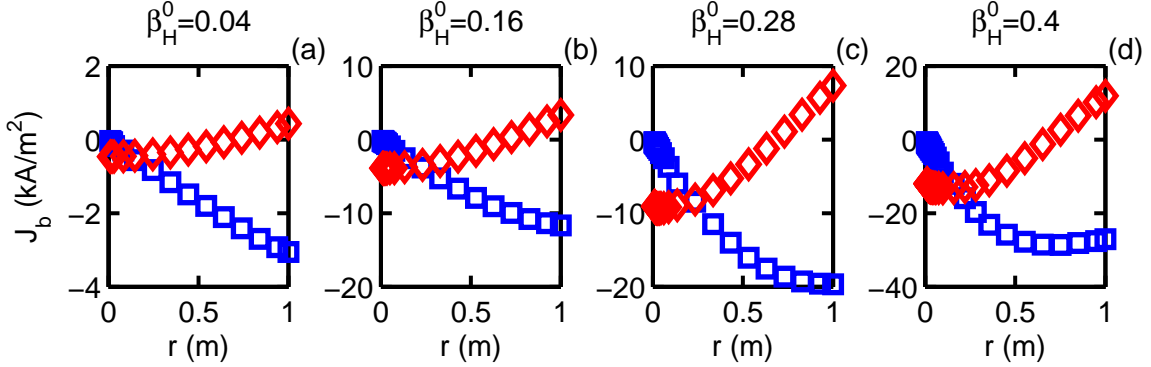 β_H^0=0.04 β_H^0=0.16 β_H^0=0.28 β_H^0=0.4
(a) (b) (c) (d)
J_b (kA/m^2)
2 0 −2 −4
10 0 −10 −20
10 0 −10 −20
20 0 −20 −40
0 0.5 1 0 0.5 1 0 0.5 1 0 0.5 1
r (m) r (m) r (m) r (m)